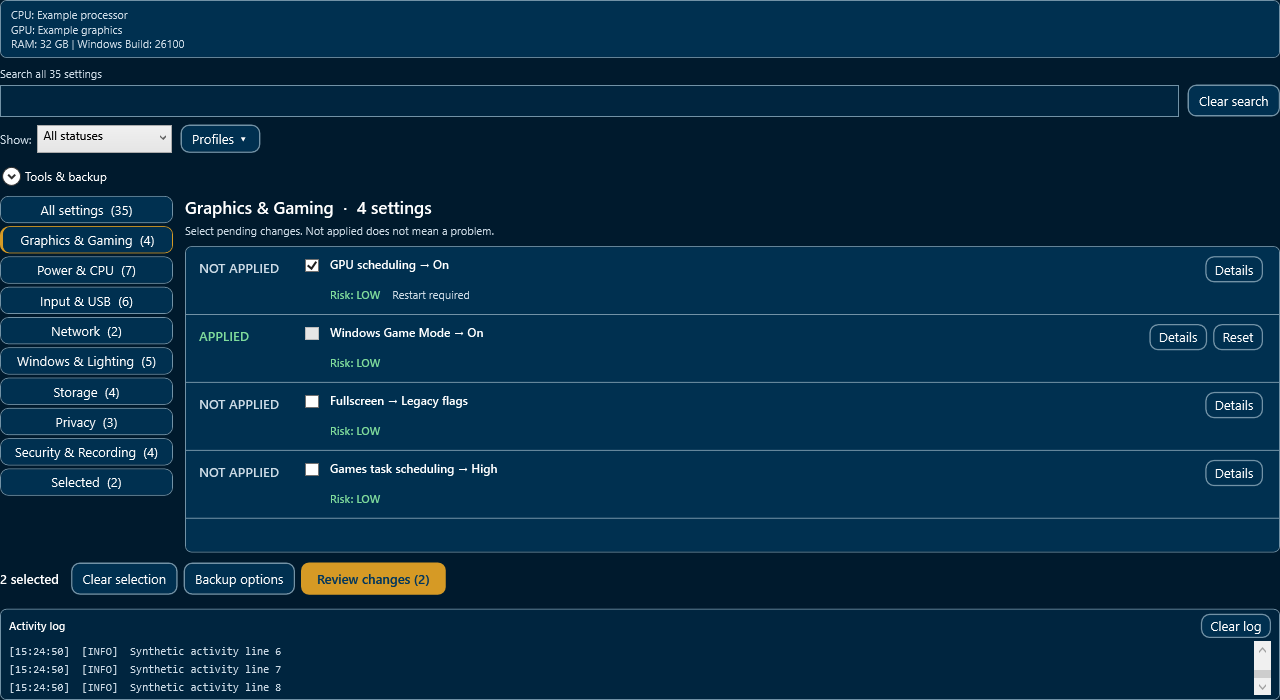 CPU: Example processor
GPU: Example graphics
RAM: 32 GB | Windows Build: 26100
Search all 35 settings
Clear search
Show: All statuses Profiles ▾
Tools & backup
All settings (35)
Graphics & Gaming (4)
Power & CPU (7)
Input & USB (6)
Network (2)
Windows & Lighting (5)
Storage (4)
Privacy (3)
Security & Recording (4)
Selected (2)
Graphics & Gaming · 4 settings
Select pending changes. Not applied does not mean a problem.
NOT APPLIED GPU scheduling → On Details
Risk: LOW Restart required
APPLIED Windows Game Mode → On Details Reset
Risk: LOW
NOT APPLIED Fullscreen → Legacy flags Details
Risk: LOW
NOT APPLIED Games task scheduling → High Details
Risk: LOW
2 selected Clear selection Backup options Review changes (2)
Activity log Clear log
[15:24:50] [INFO] Synthetic activity line 6
[15:24:50] [INFO] Synthetic activity line 7
[15:24:50] [INFO] Synthetic activity line 8